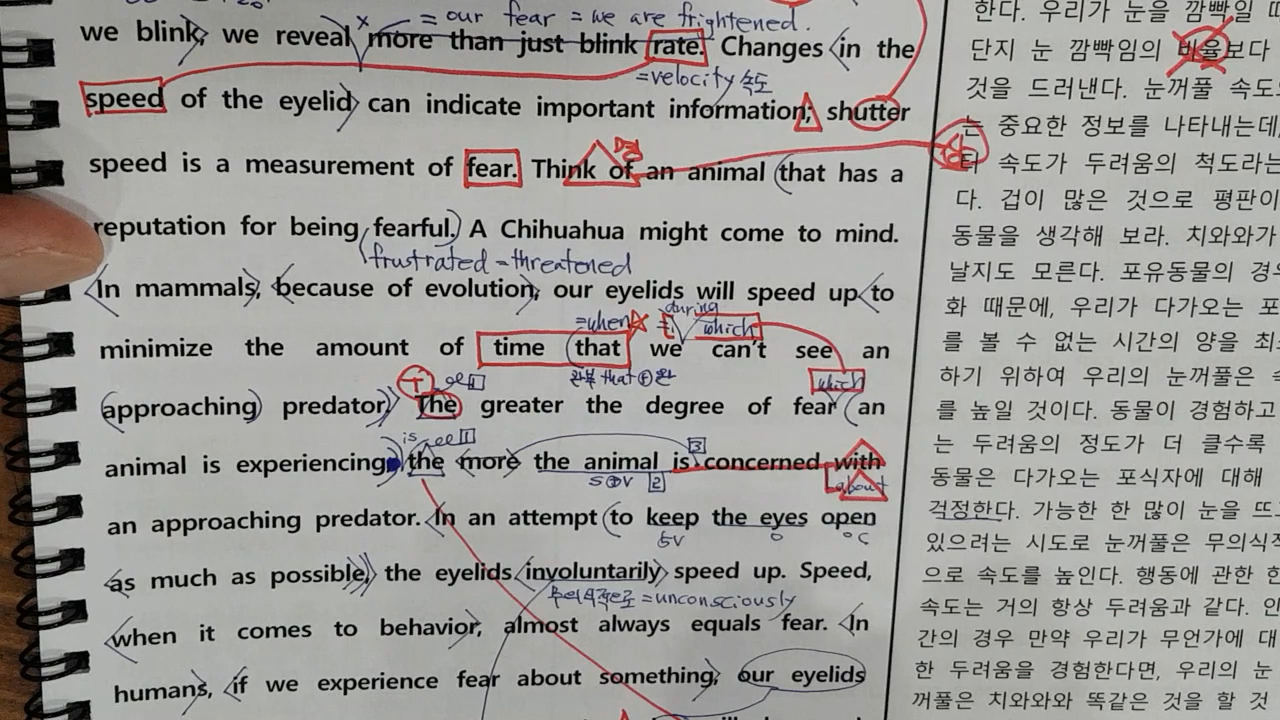 = our fear = we are frightened.
we blink, we reveal more than just blink rate. Changes in the
= velocity 속도
speed of the eyelid can indicate important information; shutter
speed is a measurement of fear. Think of an animal that has a
reputation for being fearful. A Chihuahua might come to mind.
frustrated = threatened
In mammals, because of evolution, our eyelids will speed up to
=when during which
minimize the amount of time that we can't see an
which
approaching predator. The greater the degree of fear an
is
animal is experiencing, the more the animal is concerned with
about
an approaching predator. In an attempt to keep the eyes open
as much as possible, the eyelids involuntarily speed up. Speed,
무의식적으로 = unconsciously
when it comes to behavior, almost always equals fear. In
humans, if we experience fear about something, our eyelids
한다. 우리가 눈을 깜빡일 때
단지 눈 깜빡임의 비율보다
것을 드러낸다. 눈꺼풀 속도의
는 중요한 정보를 나타내는데,
터 속도가 두려움의 척도라는
다. 겁이 많은 것으로 평판이
동물을 생각해 보라. 치와와가
날지도 모른다. 포유동물의 경우
화 때문에, 우리가 다가오는 포
를 볼 수 없는 시간의 양을 최
하기 위하여 우리의 눈꺼풀은 속
를 높일 것이다. 동물이 경험하고
는 두려움의 정도가 더 클수록
동물은 다가오는 포식자에 대해
걱정한다. 가능한 한 많이 눈을 뜨
있으려는 시도로 눈꺼풀은 무의식적
으로 속도를 높인다. 행동에 관한 한
속도는 거의 항상 두려움과 같다. 인
간의 경우 만약 우리가 무언가에 대
한 두려움을 경험한다면, 우리의 눈
꺼풀은 치와와와 똑같은 것을 할 것